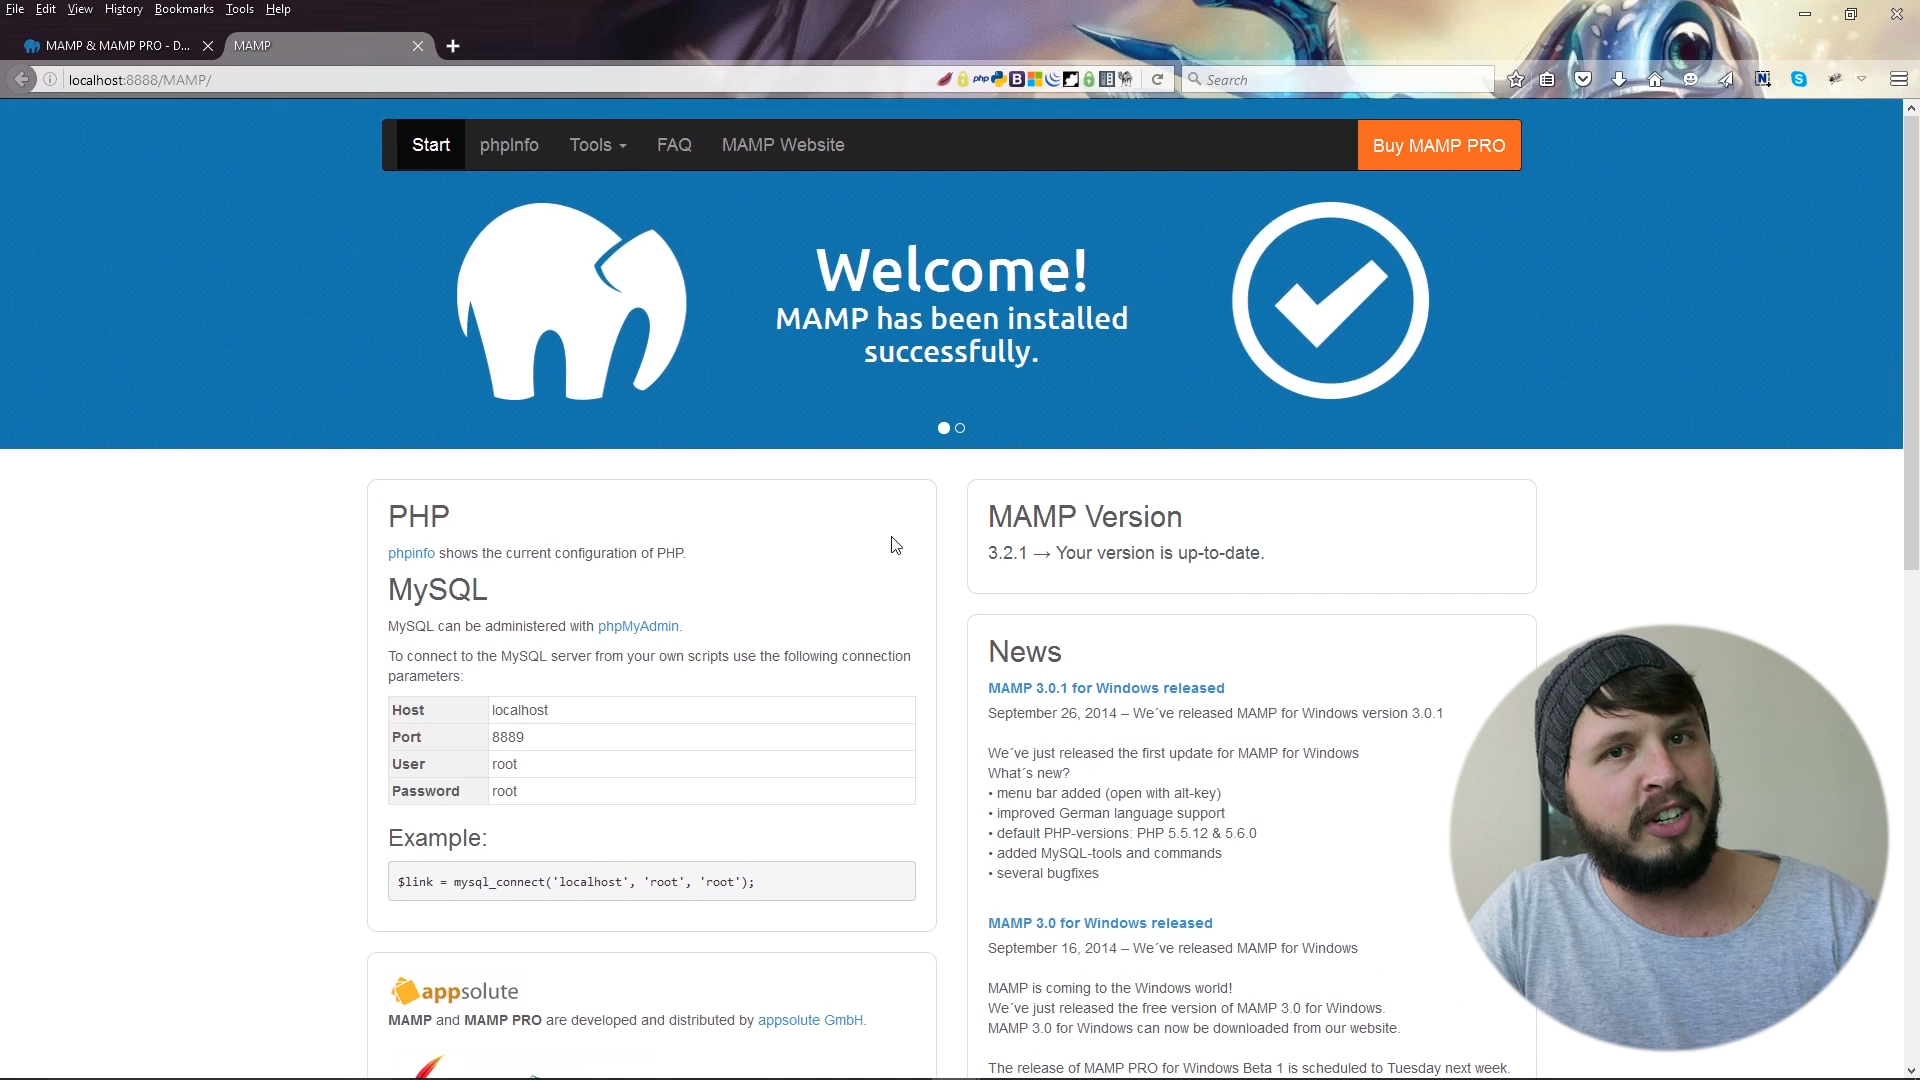 File Edit View History Bookmarks Tools Help
MAMP & MAMP PRO - D...
MAMP
localhost:8888/MAMP/
php
Search
Start phpInfo Tools FAQ MAMP Website
Buy MAMP PRO
Welcome!
MAMP has been installed
successfully.
PHP
phpinfo shows the current configuration of PHP.
MySQL
MySQL can be administered with phpMyAdmin.
To connect to the MySQL server from your own scripts use the following connection
parameters:
Host localhost
Port 8889
User root
Password root
Example:
$link = mysql_connect('localhost', 'root', 'root');
appsolute
MAMP and MAMP PRO are developed and distributed by appsolute GmbH.
MAMP Version
3.2.1 → Your version is up-to-date.
News
MAMP 3.0.1 for Windows released
September 26, 2014 – We´ve released MAMP for Windows version 3.0.1
We´ve just released the first update for MAMP for Windows
What´s new?
• menu bar added (open with alt-key)
• improved German language support
• default PHP-versions: PHP 5.5.12 & 5.6.0
• added MySQL-tools and commands
• several bugfixes
MAMP 3.0 for Windows released
September 16, 2014 – We´ve released MAMP for Windows
MAMP is coming to the Windows world!
We´ve just released the free version of MAMP 3.0 for Windows.
MAMP 3.0 for Windows can now be downloaded from our website.
The release of MAMP PRO for Windows Beta 1 is scheduled to Tuesday next week.